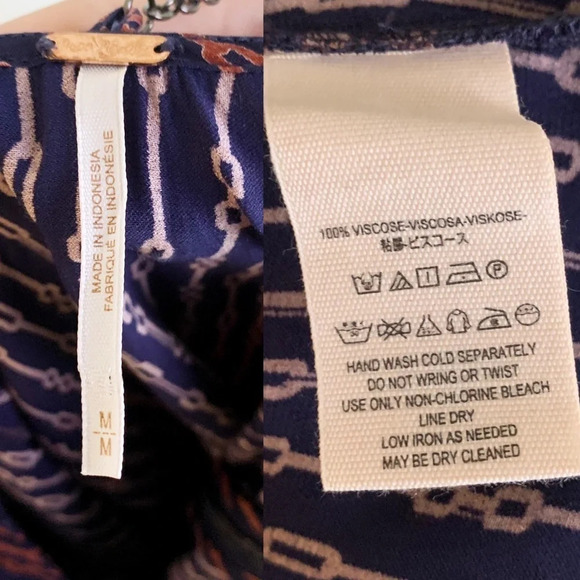 MADE IN INDONESIA
FABRIQUÉ EN INDONÉSIE
M
M
100% VISCOSE-VISCOSA-VISKOSE-
粘膠-ビスコース
P
HAND WASH COLD SEPARATELY
DO NOT WRING OR TWIST
USE ONLY NON-CHLORINE BLEACH
LINE DRY
LOW IRON AS NEEDED
MAY BE DRY CLEANED